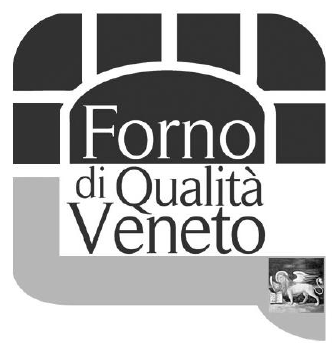 Forno
di Qualità
Veneto